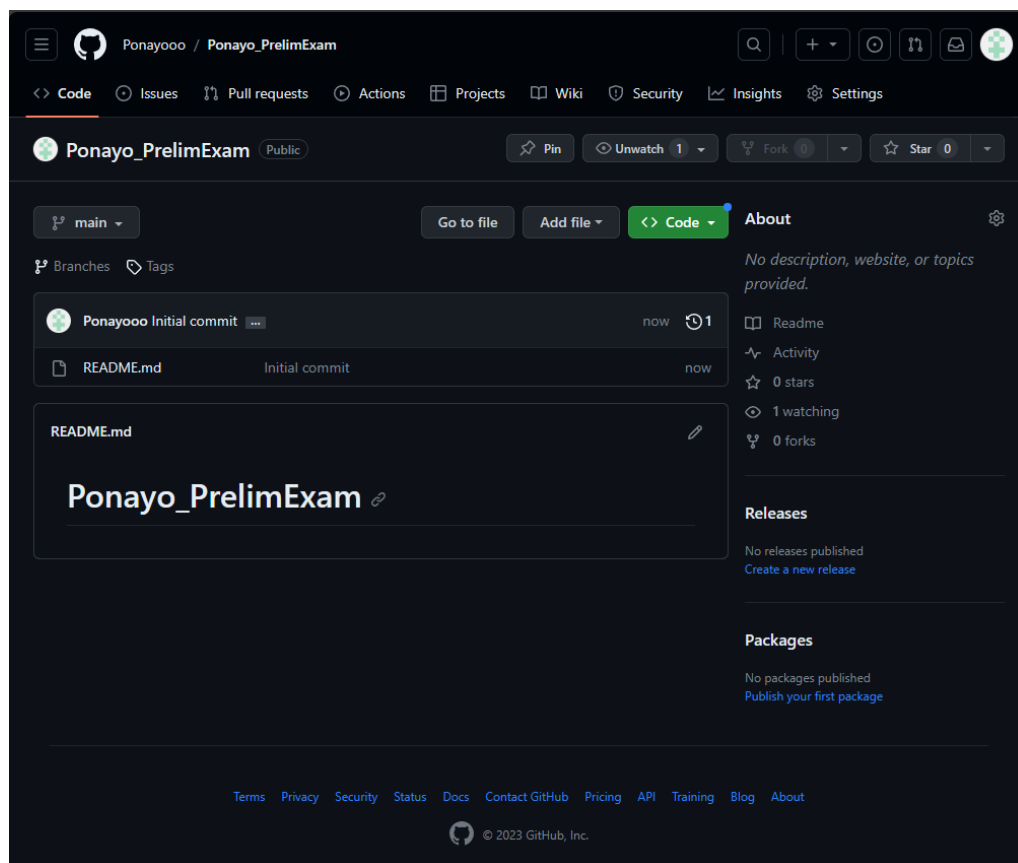 Ponayooo / Ponayo_PrelimExam
Code Issues Pull requests Actions Projects Wiki Security Insights Settings
Ponayo_PrelimExam Public Pin Unwatch 1 Fork 0 Star 0
main Go to file Add file Code
Branches Tags
Ponayooo Initial commit ... now 1
README.md Initial commit now
README.md
Ponayo_PrelimExam
About
No description, website, or topics
provided.
Readme
Activity
0 stars
1 watching
0 forks
Releases
No releases published
Create a new release
Packages
No packages published
Publish your first package
Terms Privacy Security Status Docs Contact GitHub Pricing API Training Blog About
© 2023 GitHub, Inc.